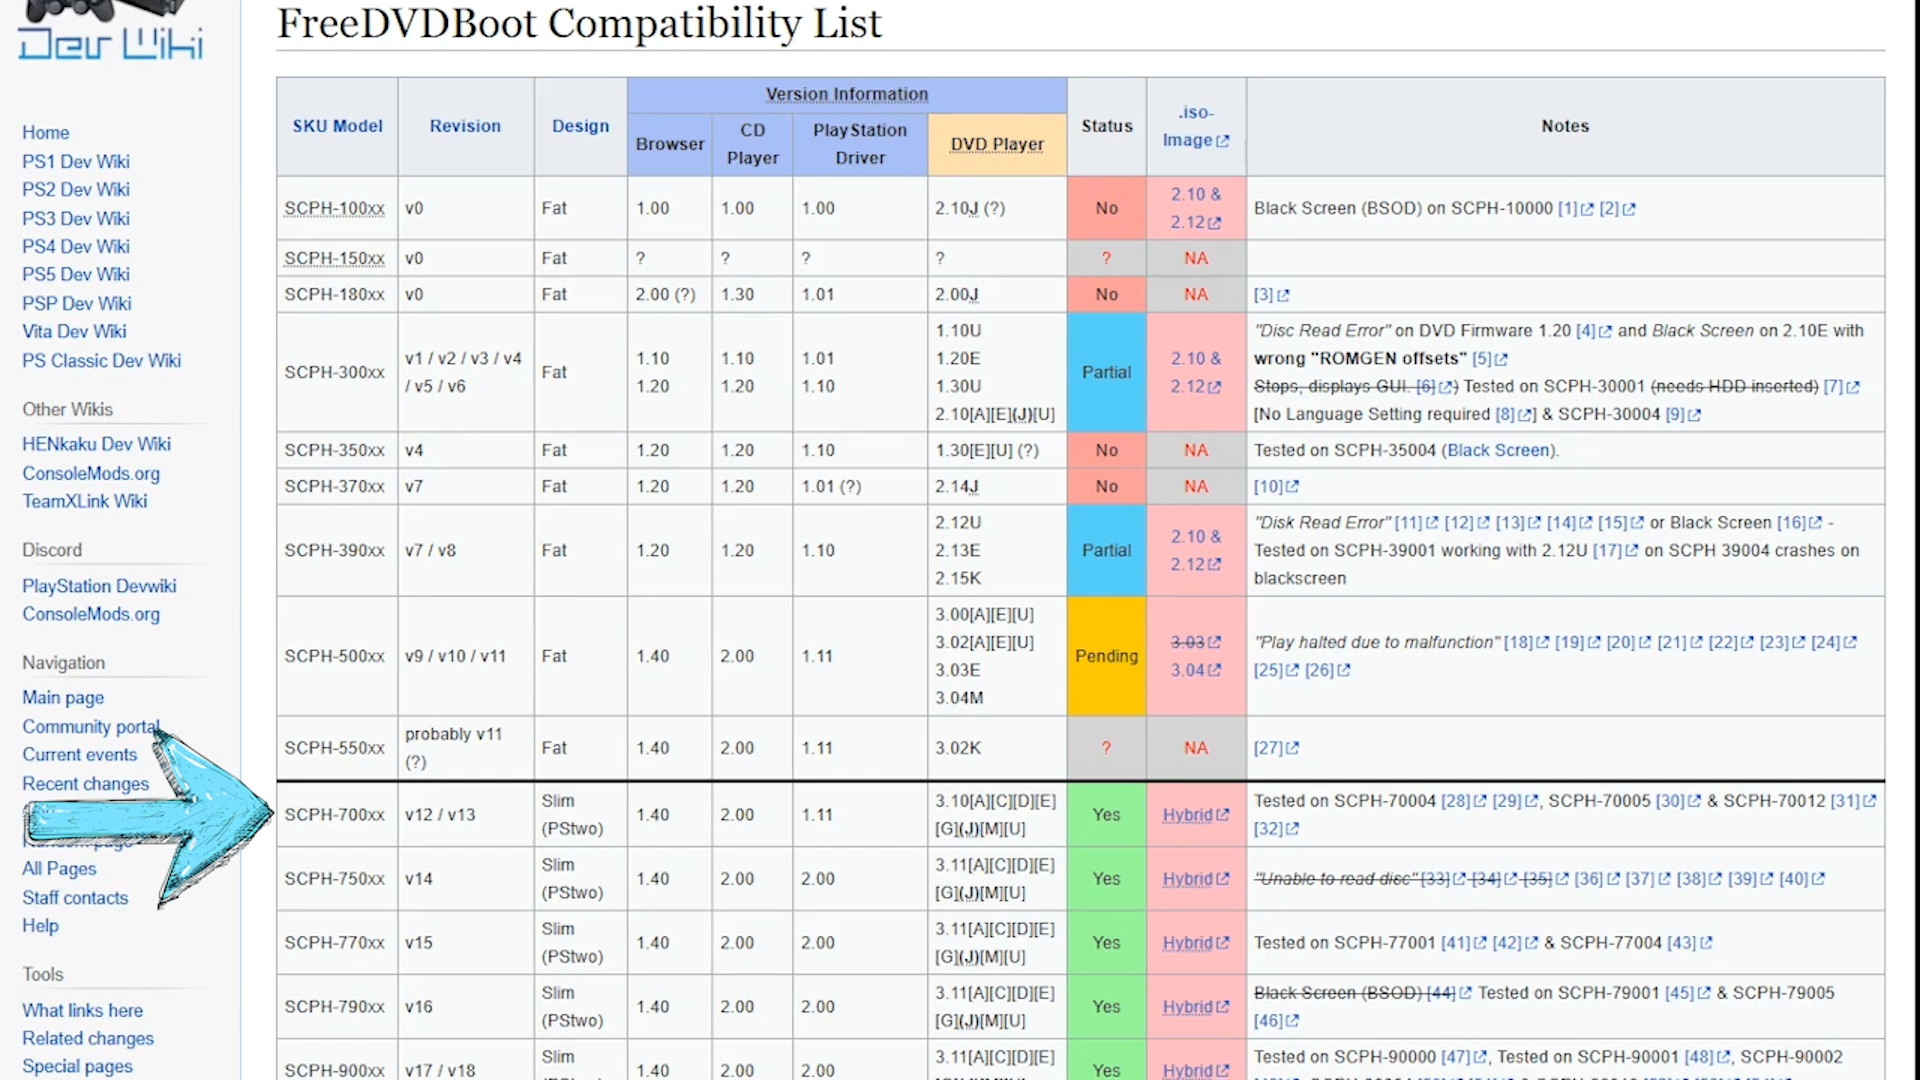 Dev Wiki
Home
PS1 Dev Wiki
PS2 Dev Wiki
PS3 Dev Wiki
PS4 Dev Wiki
PS5 Dev Wiki
PSP Dev Wiki
Vita Dev Wiki
PS Classic Dev Wiki
Other Wikis
HENkaku Dev Wiki
ConsoleMods.org
TeamXLink Wiki
Discord
PlayStation Devwiki
ConsoleMods.org
Navigation
Main page
Community portal
Current events
Recent changes
All Pages
Staff contacts
Help
Tools
What links here
Related changes
Special pages
FreeDVDBoot Compatibility List
SKU Model Revision Design Version Information Status .iso-Image Notes
Browser CD Player PlayStation Driver DVD Player
SCPH-100xx v0 Fat 1.00 1.00 1.00 2.10J (?) No 2.10 & 2.12 Black Screen (BSOD) on SCPH-10000 [1] [2]
SCPH-150xx v0 Fat ? ? ? ? ? NA
SCPH-180xx v0 Fat 2.00 (?) 1.30 1.01 2.00J No NA [3]
SCPH-300xx v1 / v2 / v3 / v4 / v5 / v6 Fat 1.10 1.20 1.10 1.20 1.01 1.10 1.10U 1.20E 1.30U 2.10[A][E](J)[U] Partial 2.10 & 2.12 "Disc Read Error" on DVD Firmware 1.20 [4] and Black Screen on 2.10E with
wrong "ROMGEN offsets" [5]
Stops, displays GUI. [6]) Tested on SCPH-30001 (needs HDD inserted) [7]
[No Language Setting required [8]] & SCPH-30004 [9]
SCPH-350xx v4 Fat 1.20 1.20 1.10 1.30[E][U] (?) No NA Tested on SCPH-35004 (Black Screen).
SCPH-370xx v7 Fat 1.20 1.20 1.01 (?) 2.14J No NA [10]
SCPH-390xx v7 / v8 Fat 1.20 1.20 1.10 2.12U 2.13E 2.15K Partial 2.10 & 2.12 "Disk Read Error" [11] [12] [13] [14] [15] or Black Screen [16] -
Tested on SCPH-39001 working with 2.12U [17] on SCPH 39004 crashes on
blackscreen
SCPH-500xx v9 / v10 / v11 Fat 1.40 2.00 1.11 3.00[A][E][U] 3.02[A][E][U] 3.03E 3.04M Pending 3.03 3.04 "Play halted due to malfunction" [18] [19] [20] [21] [22] [23] [24]
[25] [26]
SCPH-550xx probably v11 (?) Fat 1.40 2.00 1.11 3.02K ? NA [27]
SCPH-700xx v12 / v13 Slim (PStwo) 1.40 2.00 1.11 3.10[A][C][D][E][G](J)[M][U] Yes Hybrid Tested on SCPH-70004 [28] [29], SCPH-70005 [30] & SCPH-70012 [31]
[32]
SCPH-750xx v14 Slim (PStwo) 1.40 2.00 2.00 3.11[A][C][D][E][G](J)[M][U] Yes Hybrid "Unable to read disc" [33] [34] [35] [36] [37] [38] [39] [40]
SCPH-770xx v15 Slim (PStwo) 1.40 2.00 2.00 3.11[A][C][D][E][G](J)[M][U] Yes Hybrid Tested on SCPH-77001 [41] [42] & SCPH-77004 [43]
SCPH-790xx v16 Slim (PStwo) 1.40 2.00 2.00 3.11[A][C][D][E][G](J)[M][U] Yes Hybrid Black Screen (BSOD) [44] Tested on SCPH-79001 [45] & SCPH-79005
[46]
SCPH-900xx v17 / v18 Slim 1.40 2.00 2.00 3.11[A][C][D][E] Yes Hybrid Tested on SCPH-90000 [47], Tested on SCPH-90001 [48], SCPH-90002